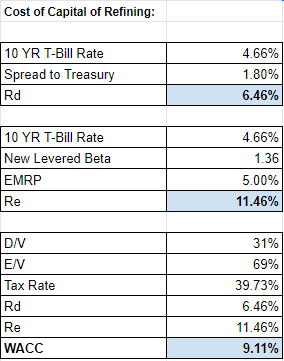 Cost of Capital of Refining:
10 YR T-Bill Rate 4.66%
Spread to Treasury 1.80%
Rd 6.46%
10 YR T-Bill Rate 4.66%
New Levered Beta 1.36
EMRP 5.00%
Re 11.46%
D/V 31%
E/V 69%
Tax Rate 39.73%
Rd 6.46%
Re 11.46%
WACC 9.11%